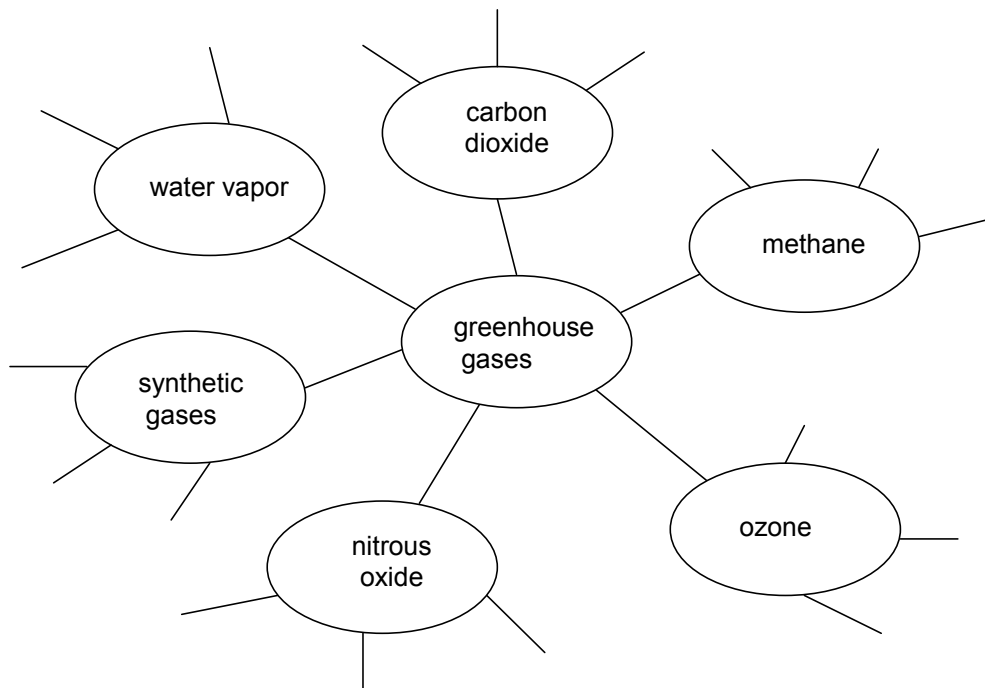 carbon
dioxide
water vapor
methane
greenhouse
gases
synthetic
gases
ozone
nitrous
oxide